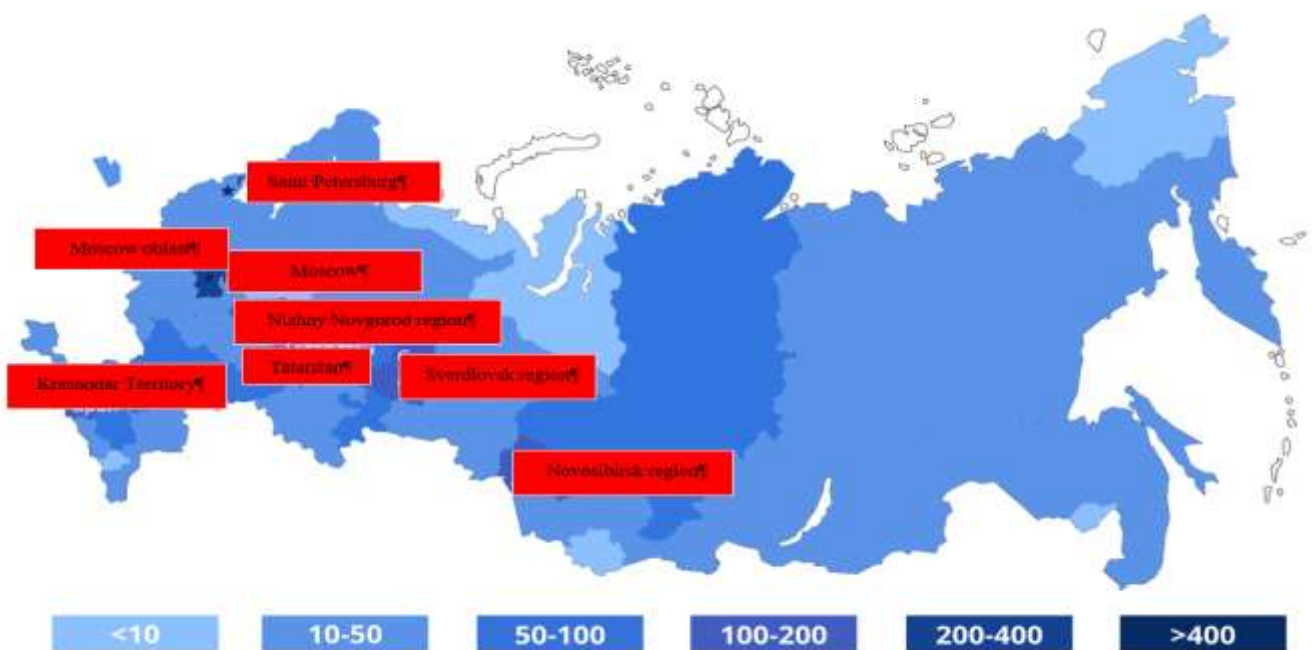 Saint Petersburg¶
Moscow oblast¶
Moscow¶
Nizhny Novgorod region¶
Tatarstan¶
Sverdlovsk region¶
Krasnodar Territory¶
Novosibirsk region¶
<10
10-50
50-100
100-200
200-400
>400